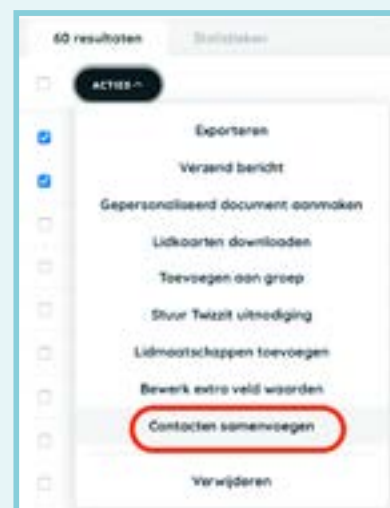 60 resultaten
Statistieken
ACTIES
Exporteren
Verzend bericht
Gepersonaliseerd document aanmaken
Lidkaarten downloaden
Toevoegen aan groep
Stuur Twizzit uitnodiging
Lidmaatschappen toevoegen
Bewerk extra veld waarden
Contacten samenvoegen
Verwijderen